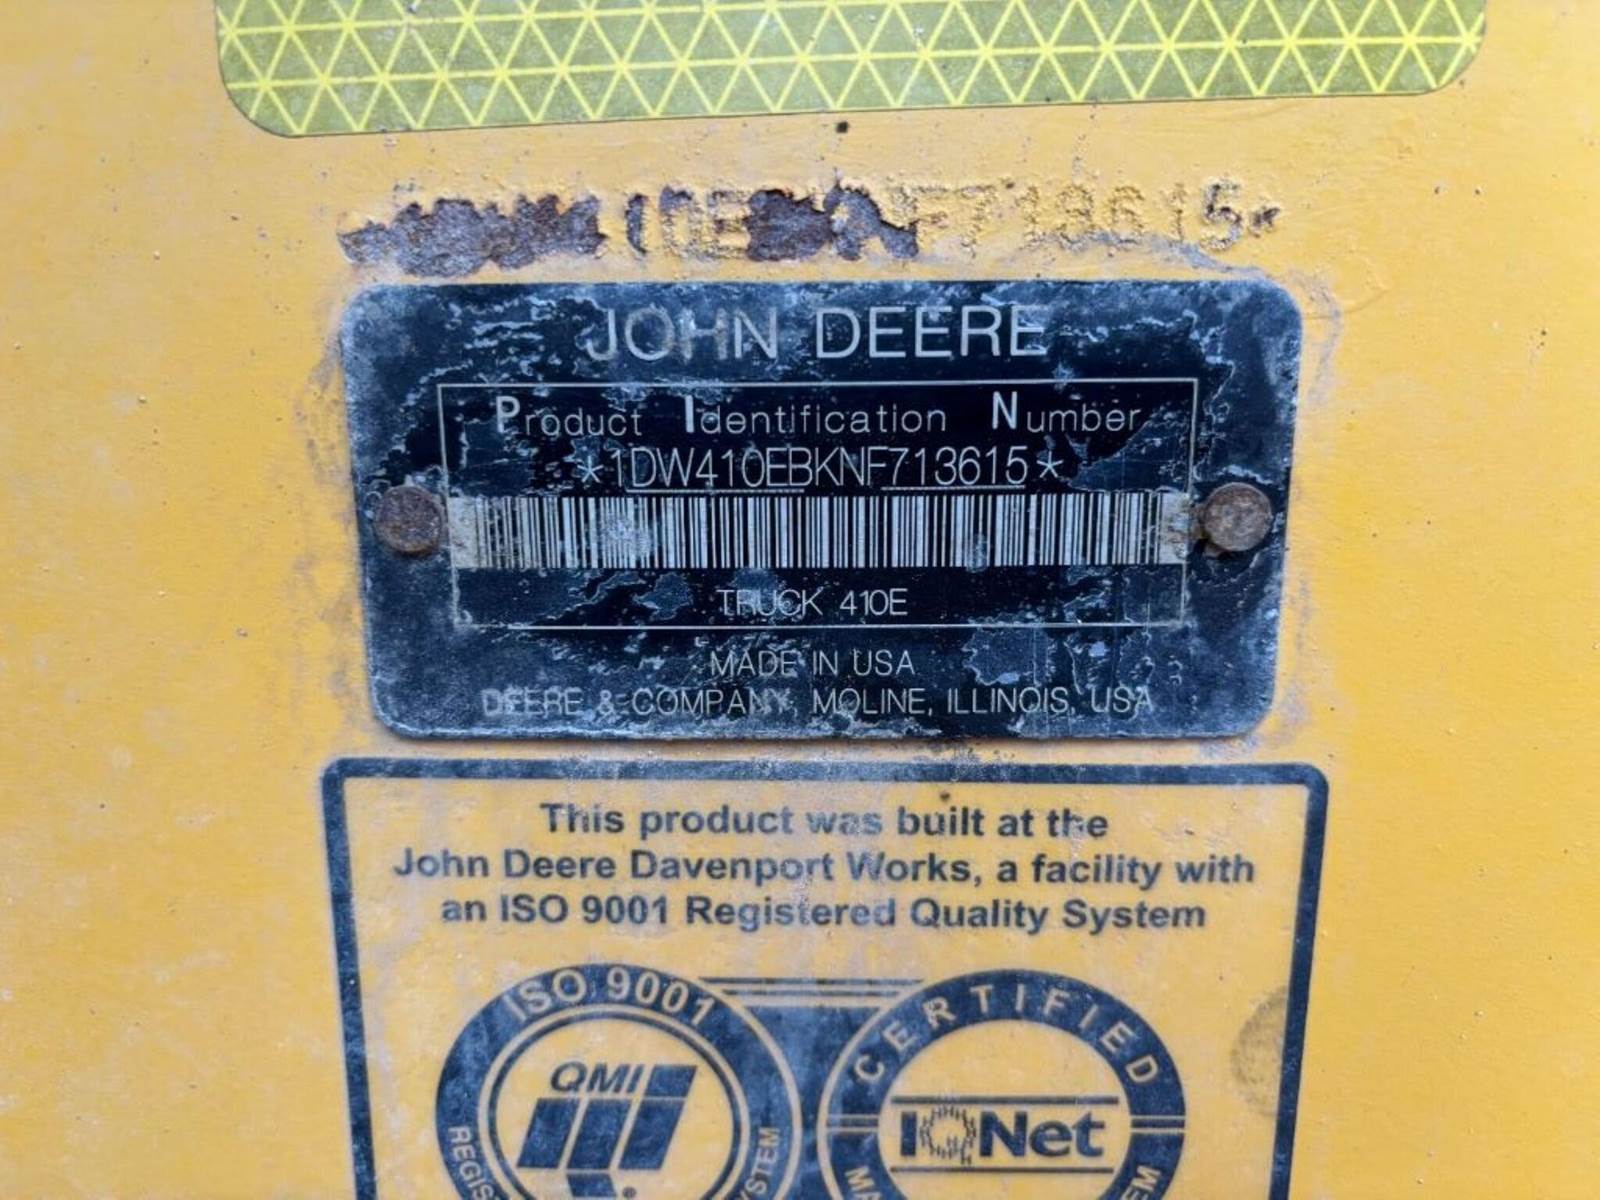 10E F713615*
JOHN DEERE
Product Identification Number
*1DW410EBKNF713615*
TRUCK 410E
MADE IN USA
DEERE & COMPANY, MOLINE, ILLINOIS, USA
This product was built at the
John Deere Davenport Works, a facility with
an ISO 9001 Registered Quality System
ISO 9001
QMI
CERTIFIED
IQNet